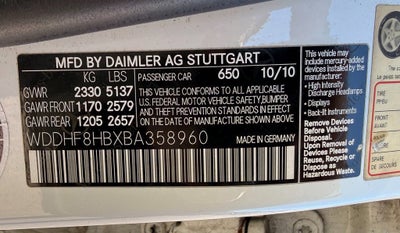 MFD BY DAIMLER AG STUTTGART
KG LBS PASSENGER CAR 650 10/10
GVWR 2330 5137
GAWR FRONT 1170 2579
GAWR REAR 1205 2657
THIS VEHICLE CONFORMS TO ALL APPLICABLE
U.S. FEDERAL MOTOR VEHICLE SAFETY, BUMPER
AND THEFT PREVENTION STANDARDS IN EFFECT
ON THE DATE OF MANUFACTURE SHOWN ABOVE.
WDDHF8HBXBA358960 MADE IN GERMANY
This vehicle may
include Mercury -
Added Devices
Installed by the
Manufacturer:
• High Intensity
Discharge Headlamps
• Displays
Remove Devices
Before Vehicle
Disposal.
Upon Removal of
Devices Please
Reuse, Recycle or
Dispose as
Hazardous Waste.